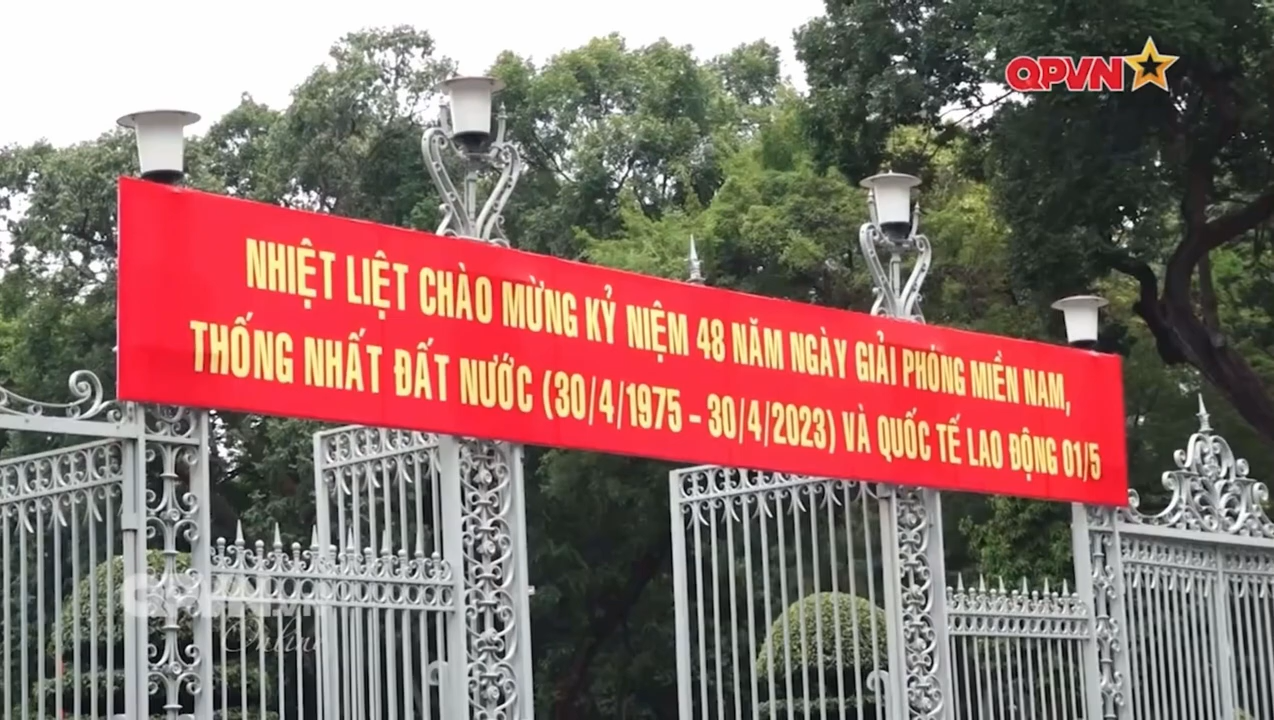 QPVN
NHIỆT LIỆT CHÀO MỪNG KỶ NIỆM 48 NĂM NGÀY GIẢI PHÓNG MIỀN NAM,
THỐNG NHẤT ĐẤT NƯỚC (30/4/1975 - 30/4/2023) VÀ QUỐC TẾ LAO ĐỘNG 01/5
Online